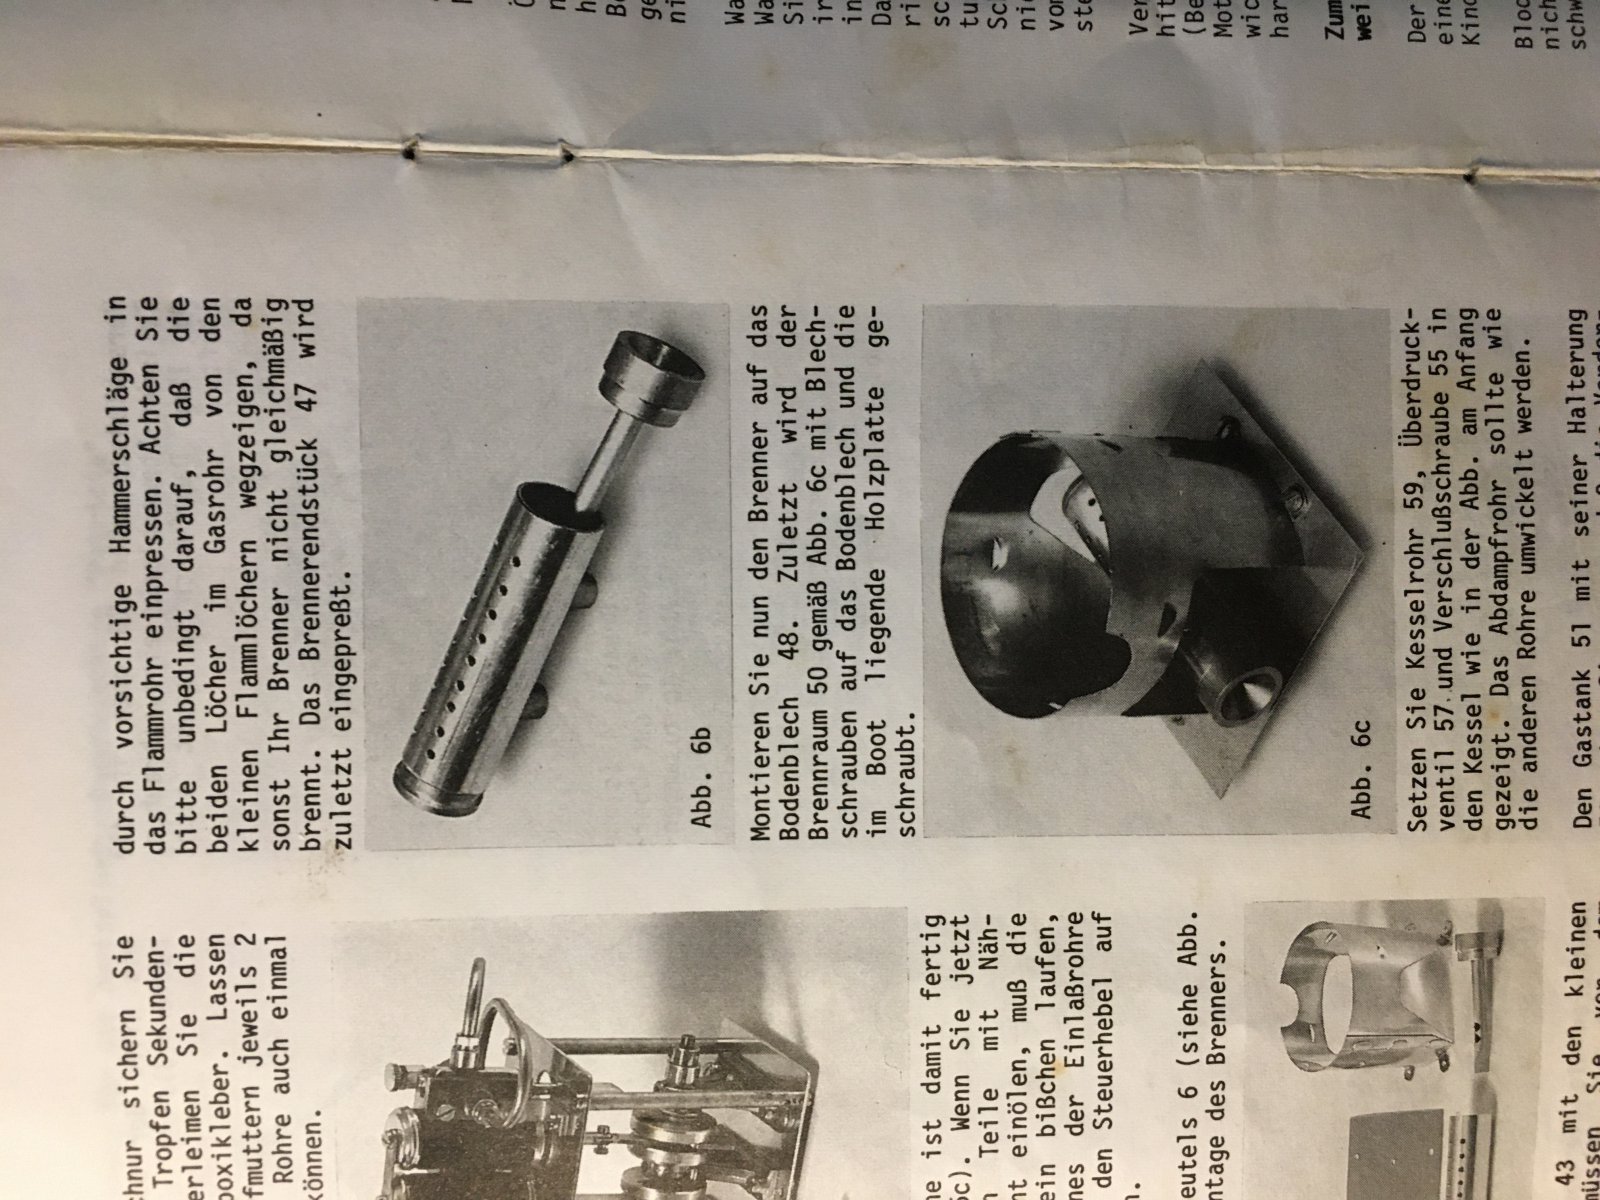 sichern Sie
Tropfen Sekunden-
erleimen Sie die
ooxikleber. Lassen
fmuttern jeweils 2
Rohre auch einmal
können.
ist damit fertig
5c). Wenn Sie jetzt
Teile mit Näh-
einölen, muß die
ein bißchen laufen,
der Einlaßrohre
den Steuerhebel auf
eutels 6 (siehe Abb.
ntage des Brenners.
43 mit den kleinen
durch vorsichtige Hammerschläge in
das Flammrohr einpressen. Achten Sie
bitte unbedingt darauf, daß die
beiden Löcher im Gasrohr von den
kleinen Flammlöchern wegzeigen, da
sonst Ihr Brenner nicht gleichmäßig
brennt. Das Brennerendstück 47 wird
zuletzt eingepreßt.
Abb. 6b
Montieren Sie nun den Brenner auf das
Bodenblech 48. Zuletzt wird der
Brennraum 50 gemäß Abb. 6c mit Blech-
schrauben auf das Bodenblech und die
im Boot liegende Holzplatte ge-
schraubt.
Abb. 6c
Setzen Sie Kesselrohr 59, Überdruck-
ventil 57 und Verschlußschraube 55 in
den Kessel wie in der Abb. am Anfang
gezeigt. Das Abdampfrohr sollte wie
die anderen Rohre umwickelt werden.
Den Gastank 51 mit seiner Halterung
Zum
wei
Der